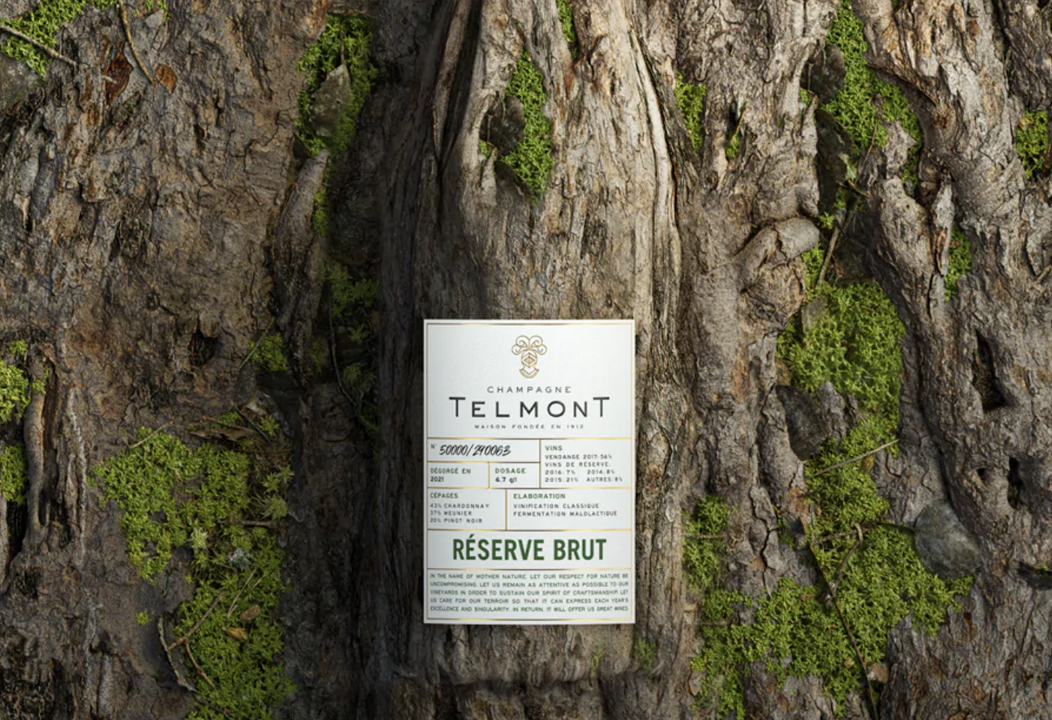 CHAMPAGNE
TELMONT
MAISON FONDÉE EN 1912
N° 50000/240063
DÉGORGÉ EN
2021
DOSAGE
6.7 g/l
VINS
VENDANGE 2017: 56%
VINS DE RÉSERVE:
2016: 7% 2014: 8%
2015: 21% AUTRES: 8%
CÉPAGES
43% CHARDONNAY
37% MEUNIER
20% PINOT NOIR
ELABORATION
VINIFICATION CLASSIQUE
FERMENTATION MALOLACTIQUE
RÉSERVE BRUT
IN THE NAME OF MOTHER NATURE, LET OUR RESPECT FOR NATURE BE
UNCOMPROMISING. LET US REMAIN AS ATTENTIVE AS POSSIBLE TO OUR
VINEYARDS IN ORDER TO SUSTAIN OUR SPIRIT OF CRAFTSMANSHIP. LET
US CARE FOR OUR TERROIR SO THAT IT CAN EXPRESS EACH YEAR'S
EXCELLENCE AND SINGULARITY. IN RETURN, IT WILL OFFER US GREAT WINES.